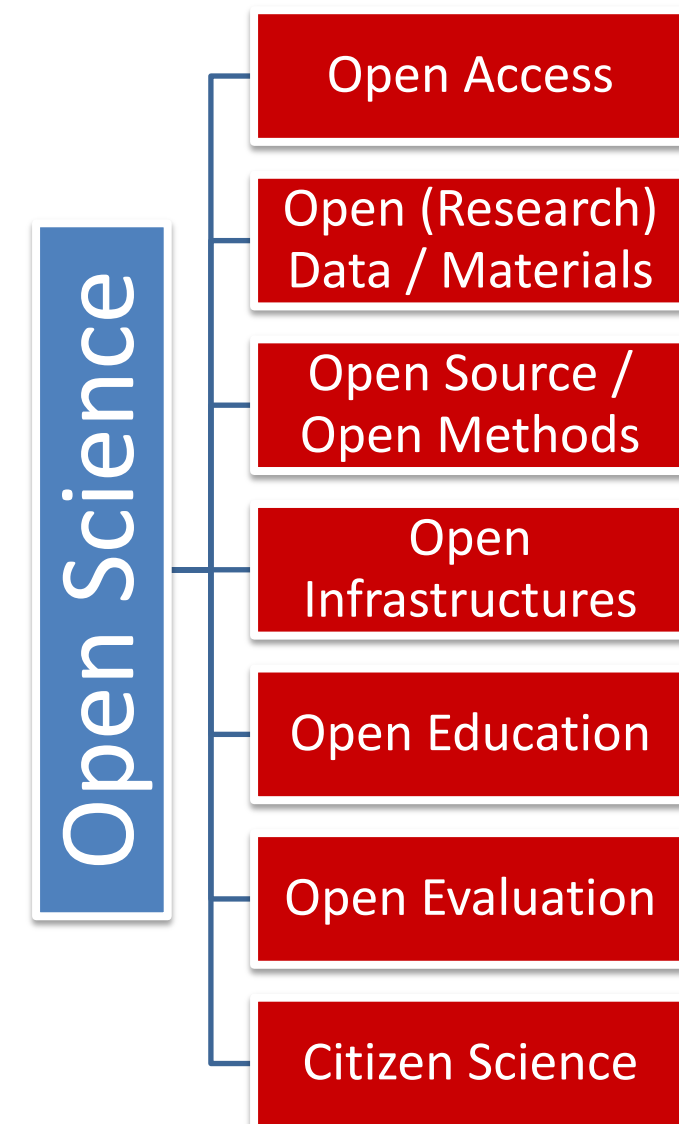 Open Science
Open Access
Open (Research)
Data / Materials
Open Source /
Open Methods
Open
Infrastructures
Open Education
Open Evaluation
Citizen Science